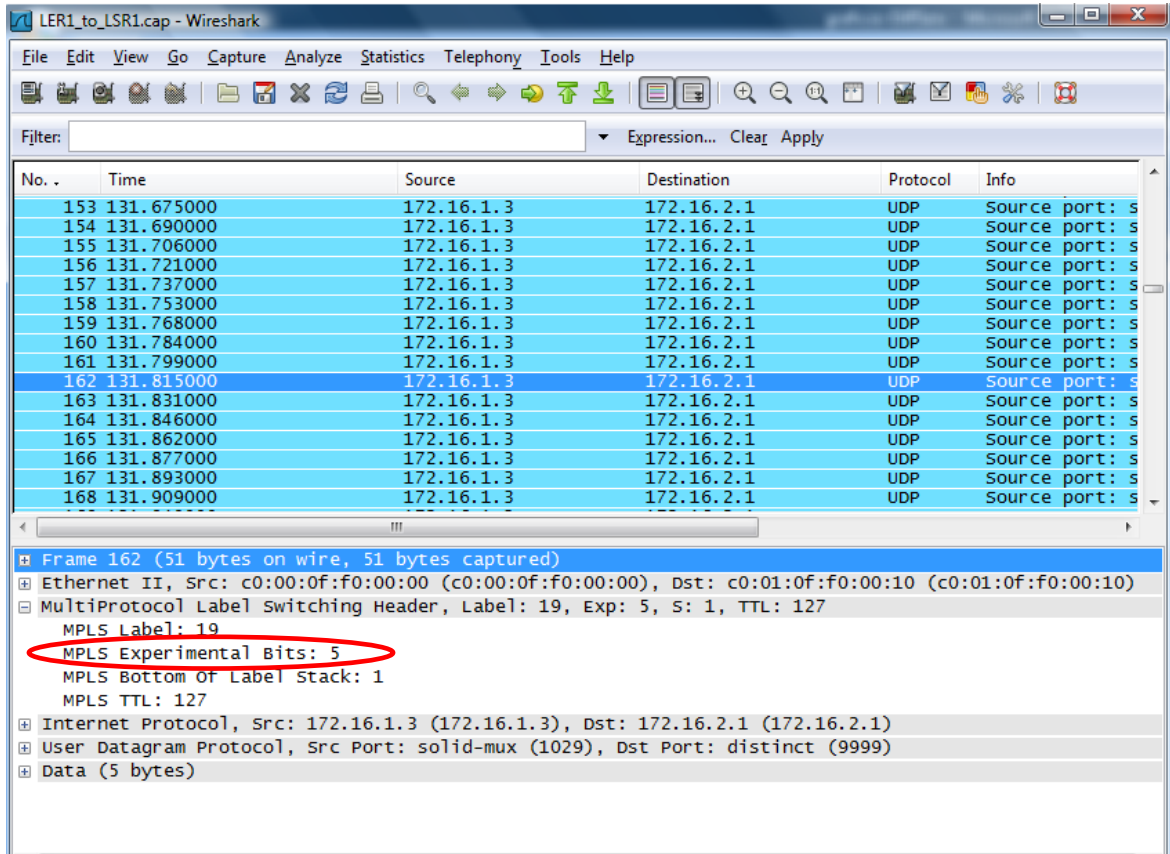 LER1_to_LSR1.cap - Wireshark
File Edit View Go Capture Analyze Statistics Telephony Tools Help
Filter: Expression... Clear Apply
No. . Time Source Destination Protocol Info
153 131.675000 172.16.1.3 172.16.2.1 UDP Source port: s
154 131.690000 172.16.1.3 172.16.2.1 UDP Source port: s
155 131.706000 172.16.1.3 172.16.2.1 UDP Source port: s
156 131.721000 172.16.1.3 172.16.2.1 UDP Source port: s
157 131.737000 172.16.1.3 172.16.2.1 UDP Source port: s
158 131.753000 172.16.1.3 172.16.2.1 UDP Source port: s
159 131.768000 172.16.1.3 172.16.2.1 UDP Source port: s
160 131.784000 172.16.1.3 172.16.2.1 UDP Source port: s
161 131.799000 172.16.1.3 172.16.2.1 UDP Source port: s
162 131.815000 172.16.1.3 172.16.2.1 UDP Source port: s
163 131.831000 172.16.1.3 172.16.2.1 UDP Source port: s
164 131.846000 172.16.1.3 172.16.2.1 UDP Source port: s
165 131.862000 172.16.1.3 172.16.2.1 UDP Source port: s
166 131.877000 172.16.1.3 172.16.2.1 UDP Source port: s
167 131.893000 172.16.1.3 172.16.2.1 UDP Source port: s
168 131.909000 172.16.1.3 172.16.2.1 UDP Source port: s
Frame 162 (51 bytes on wire, 51 bytes captured)
Ethernet II, Src: c0:00:0f:f0:00:00 (c0:00:0f:f0:00:00), Dst: c0:01:0f:f0:00:10 (c0:01:0f:f0:00:10)
MultiProtocol Label Switching Header, Label: 19, Exp: 5, S: 1, TTL: 127
MPLS Label: 19
MPLS Experimental Bits: 5
MPLS Bottom Of Label Stack: 1
MPLS TTL: 127
Internet Protocol, Src: 172.16.1.3 (172.16.1.3), Dst: 172.16.2.1 (172.16.2.1)
User Datagram Protocol, Src Port: solid-mux (1029), Dst Port: distinct (9999)
Data (5 bytes)